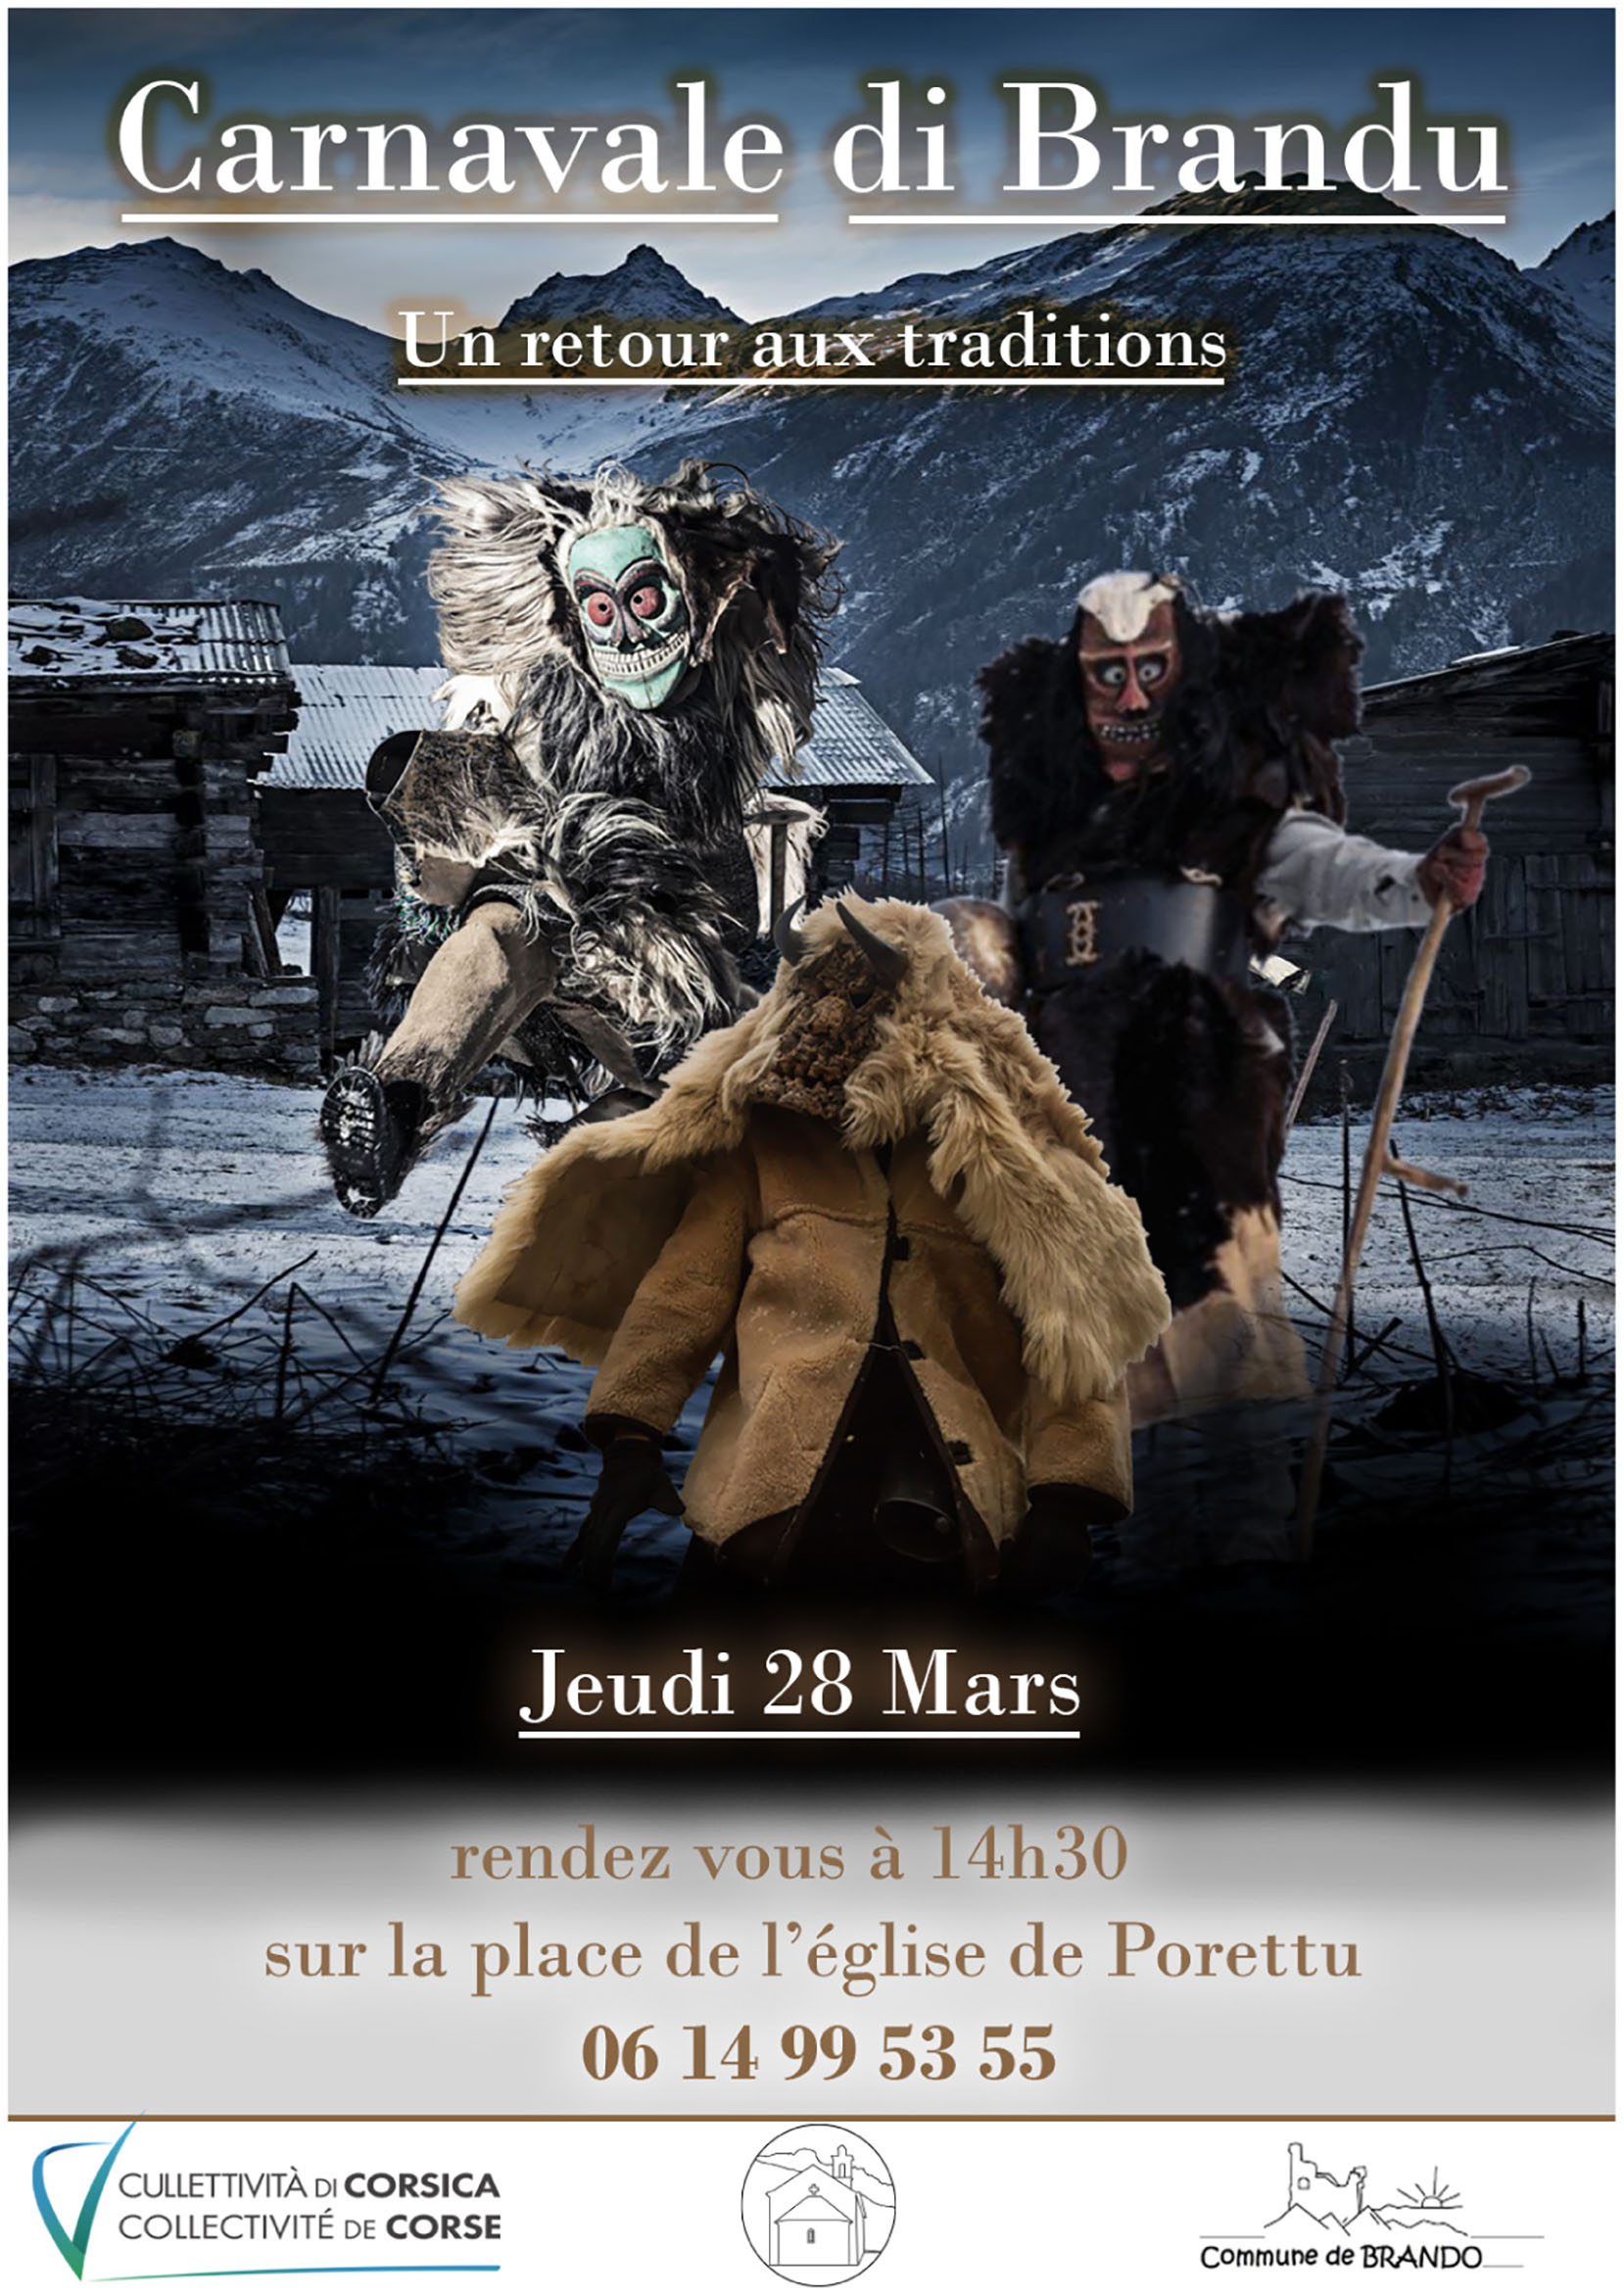 Carnavale di Brandu
Un retour aux traditions
Jeudi 28 Mars
rendez vous à 14h30
sur la place de l'église de Porettu
06 14 99 53 55
CULLETTIVITÀ DI CORSICA
COLLECTIVITÉ DE CORSE
Commune de BRANDO